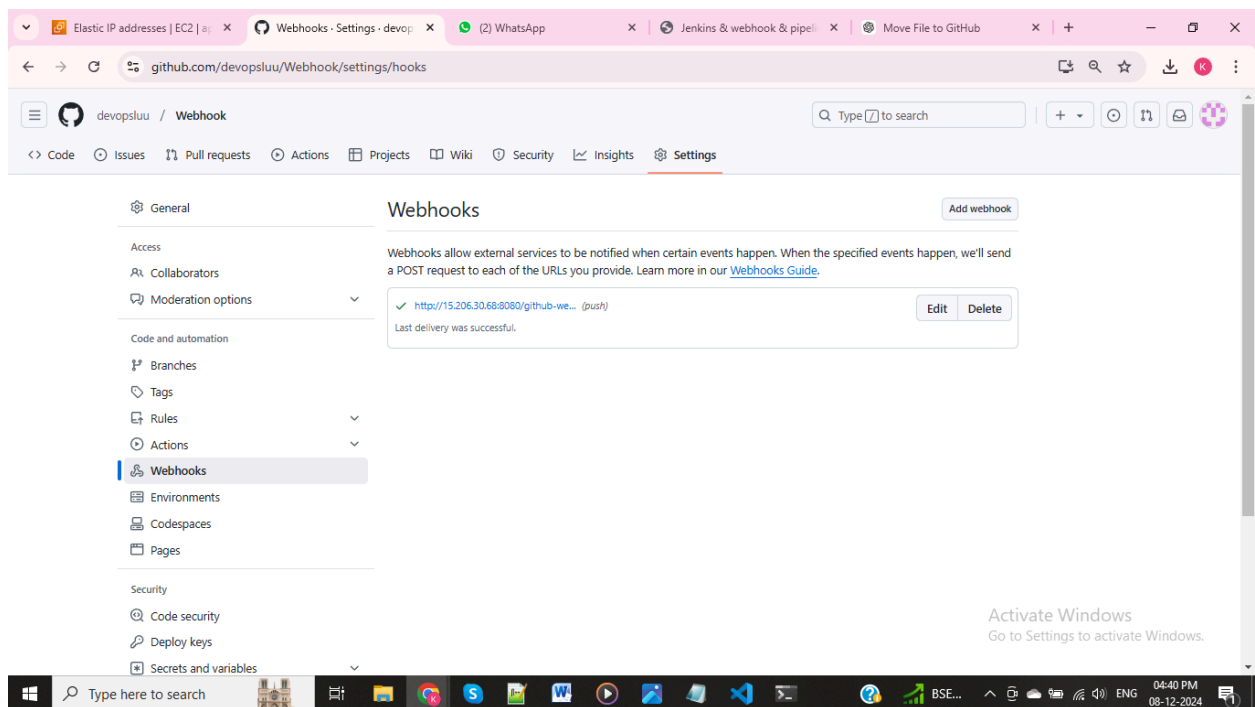 Elastic IP addresses | EC2 | ap
Webhooks · Settings · devop
(2) WhatsApp
Jenkins & webhook & pipeli
Move File to GitHub
github.com/devopsluu/Webhook/settings/hooks
K
devopsluu / Webhook
Type / to search
Code
Issues
Pull requests
Actions
Projects
Wiki
Security
Insights
Settings
General
Access
Collaborators
Moderation options
Code and automation
Branches
Tags
Rules
Actions
Webhooks
Environments
Codespaces
Pages
Security
Code security
Deploy keys
Secrets and variables
Webhooks
Add webhook
Webhooks allow external services to be notified when certain events happen. When the specified events happen, we'll send
a POST request to each of the URLs you provide. Learn more in our Webhooks Guide.
http://15.206.30.68:8080/github-we... (push)
Edit
Delete
Last delivery was successful.
Activate Windows
Go to Settings to activate Windows.
Type here to search
BSE...
ENG
04:40 PM
08-12-2024